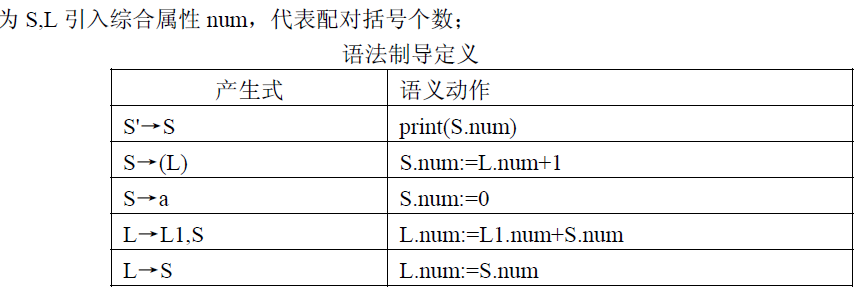 为 S,L 引入综合属性 num，代表配对括号个数；
语法制导定义
产生式 语义动作
S'→S print(S.num)
S→(L) S.num:=L.num+1
S→a S.num:=0
L→L1,S L.num:=L1.num+S.num
L→S L.num:=S.num